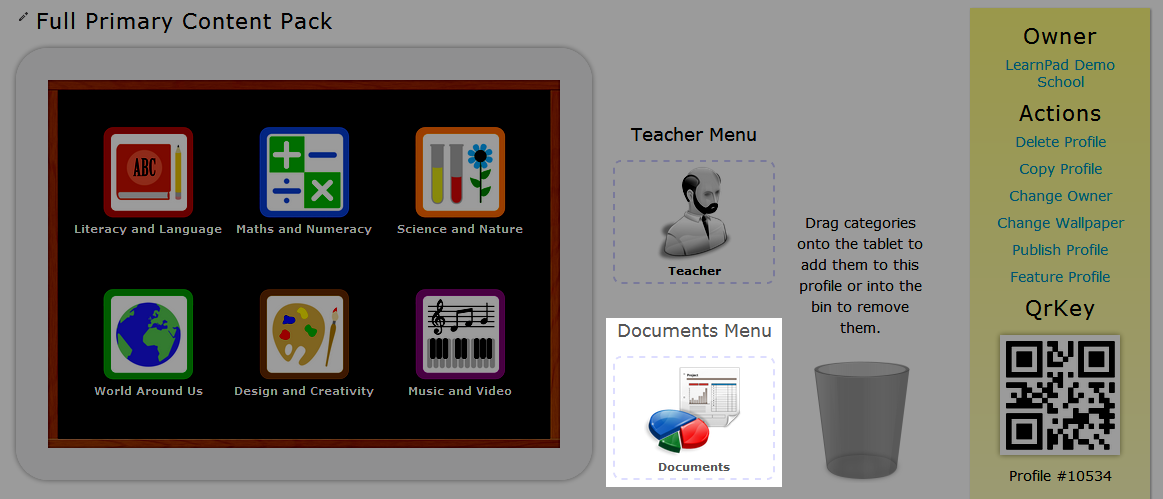 Full Primary Content Pack
ABC
Literacy and Language
Maths and Numeracy
Science and Nature
World Around Us
Design and Creativity
Music and Video
Teacher Menu
Teacher
Documents Menu
Project
Documents
Drag categories
onto the tablet to
add them to this
profile or into the
bin to remove
them.
Owner
LearnPad Demo
School
Actions
Delete Profile
Copy Profile
Change Owner
Change Wallpaper
Publish Profile
Feature Profile
QrKey
Profile #10534